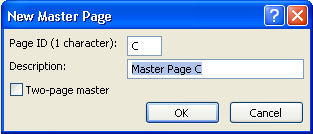 New Master Page
Page ID (1 character): C
Description: Master Page C
Two-page master
OK Cancel